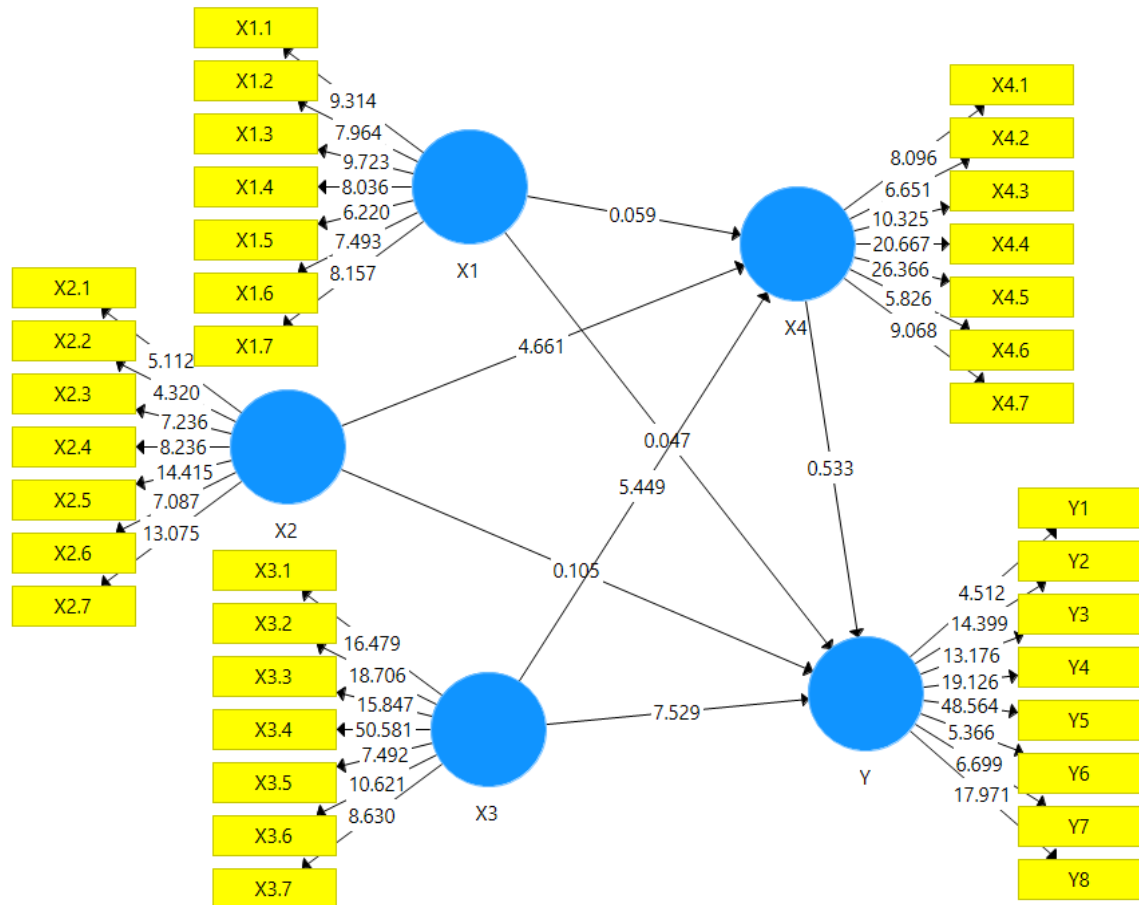 X1.1
X1.2
X1.3
X1.4
X1.5
X1.6
X1.7
9.314
7.964
9.723
8.036
6.220
7.493
8.157
X1
X2.1
X2.2
X2.3
X2.4
X2.5
X2.6
X2.7
5.112
4.320
7.236
8.236
14.415
7.087
13.075
X2
X3.1
X3.2
X3.3
X3.4
X3.5
X3.6
X3.7
16.479
18.706
15.847
50.581
7.492
10.621
8.630
X3
0.059
4.661
0.047
5.449
0.533
0.105
7.529
X4
8.096
6.651
10.325
20.667
26.366
5.826
9.068
X4.1
X4.2
X4.3
X4.4
X4.5
X4.6
X4.7
Y
4.512
14.399
13.176
19.126
48.564
5.366
6.699
17.971
Y1
Y2
Y3
Y4
Y5
Y6
Y7
Y8